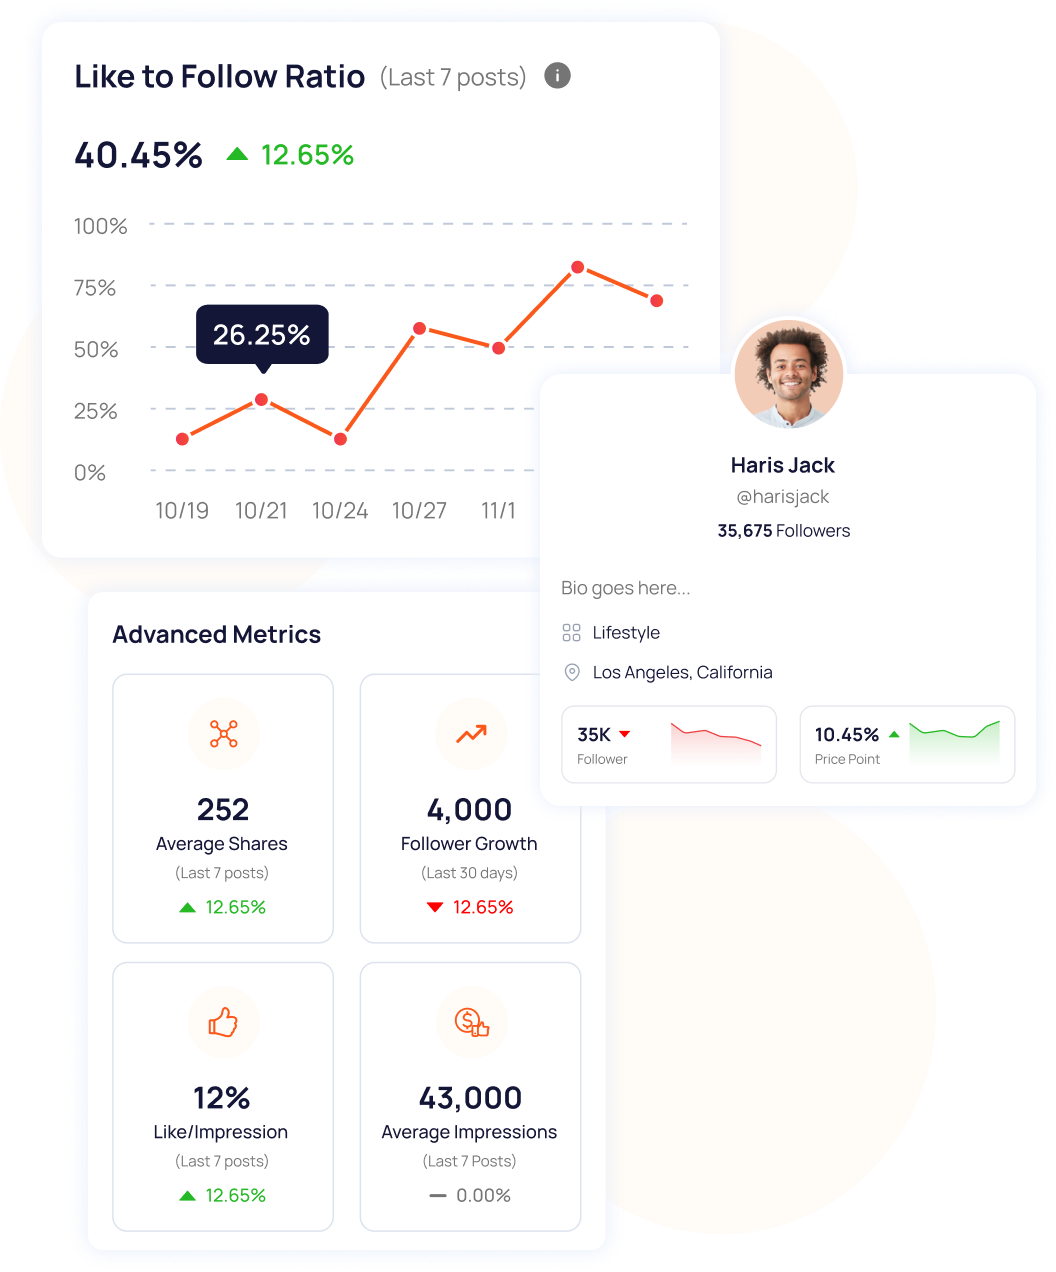 Like to Follow Ratio (Last 7 posts)
40.45% 12.65%
100%
75%
26.25%
50%
25%
0%
10/19 10/21 10/24 10/27 11/1
Haris Jack
@harisjack
35,675 Followers
Bio goes here...
Lifestyle
Los Angeles, California
35K
Follower
10.45%
Price Point
Advanced Metrics
252
Average Shares
(Last 7 posts)
12.65%
4,000
Follower Growth
(Last 30 days)
12.65%
12%
Like/Impression
(Last 7 posts)
12.65%
43,000
Average Impressions
(Last 7 Posts)
0.00%